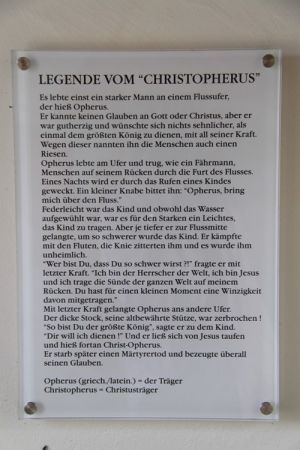 LEGENDE VOM “CHRISTOPHERUS”
Es lebte einst ein starker Mann an einem Flussufer,
der hieß Opherus.
Er kannte keinen Glauben an Gott oder Christus, aber er
war gutherzig und wünschte sich nichts sehnlicher, als
einmal dem größten König zu dienen, mit all seiner Kraft.
Wegen dieser nannten ihn die Menschen auch einen
Riesen.
Opherus lebte am Ufer und trug, wie ein Fährmann,
Menschen auf seinem Rücken durch die Furt des Flusses.
Eines Nachts wird er durch das Rufen eines Kindes
geweckt. Ein kleiner Knabe bittet ihn: “Opherus, bring
mich über den Fluss.”
Federleicht war das Kind und obwohl das Wasser
aufgewühlt war, war es für den Starken ein Leichtes,
das Kind zu tragen. Aber je tiefer er zur Flussmitte
gelangte, um so schwerer wurde das Kind. Er kämpfte
mit den Fluten, die Knie zitterten ihm und es wurde ihm
unheimlich.
“Wer bist Du, dass Du so schwer wirst ?!” fragte er mit
letzter Kraft. “Ich bin der Herrscher der Welt, ich bin Jesus
und ich trage die Sünde der ganzen Welt auf meinem
Rücken. Du hast für einen kleinen Moment eine Winzigkeit
davon mitgetragen.”
Mit letzter Kraft gelangte Opherus ans andere Ufer.
Der dicke Stock, seine altbewährte Stütze, war zerbrochen !
“So bist Du der größte König”, sagte er zu dem Kind.
“Dir will ich dienen !” Und er ließ sich von Jesus taufen
und hieß fortan Christ-Opherus.
Er starb später einen Märtyrertod und bezeugte überall
seinen Glauben.
Opherus (griech./latein.) = der Träger
Christopherus = Christusträger